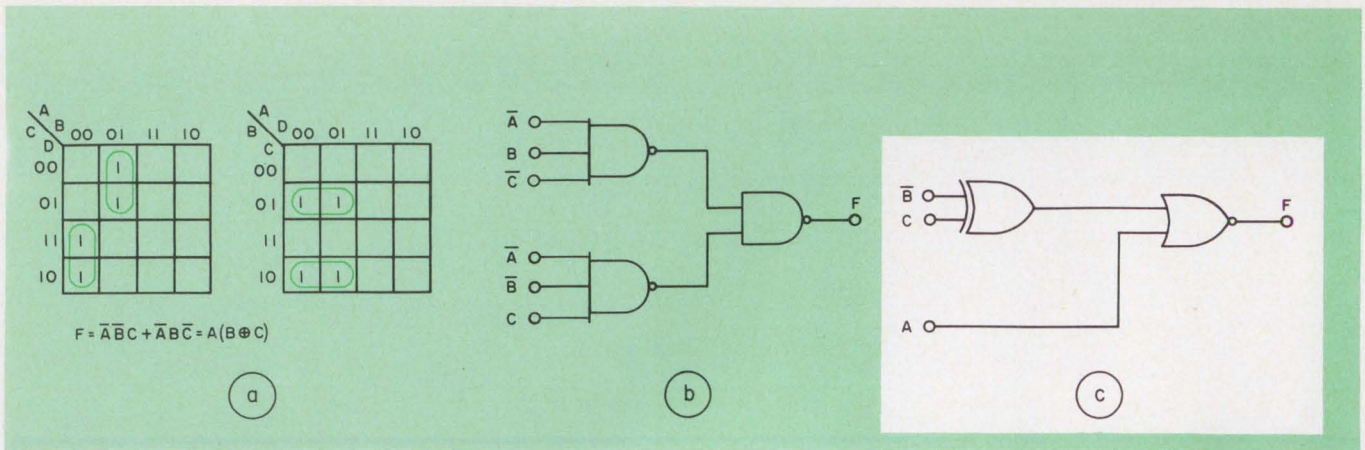 A
C B 00 01 11 10
D
00 1
01 1
11 1
10 1
A
B D 00 01 11 10
C
00
01 1 1
11
10 1 1
F = A̅B̅C + A̅BC̅ = A(B⊕C)
a
A̅
B
C̅
A̅
B̅
C
F
b
B̅
C
A
F
c